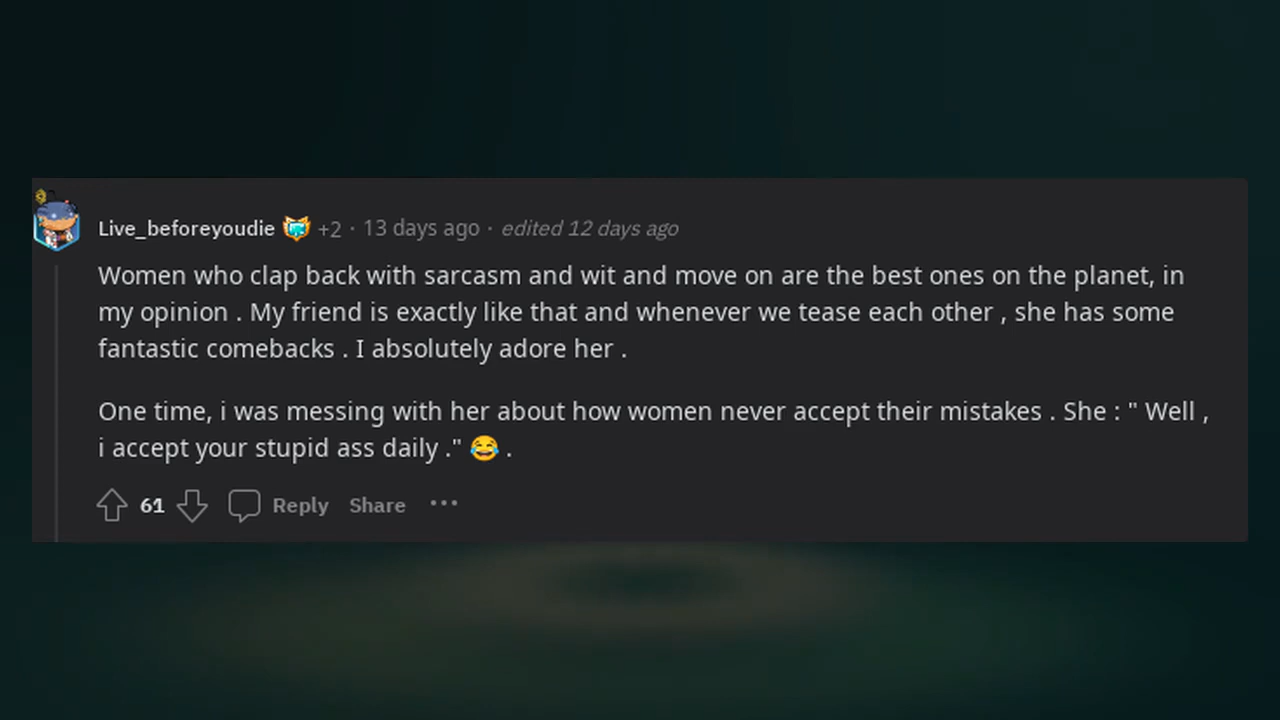 Live_beforeyoudie +2 · 13 days ago · edited 12 days ago
Women who clap back with sarcasm and wit and move on are the best ones on the planet, in
my opinion . My friend is exactly like that and whenever we tease each other , she has some
fantastic comebacks . I absolutely adore her .
One time, i was messing with her about how women never accept their mistakes . She : " Well ,
i accept your stupid ass daily ." 😂 .
61 Reply Share ···